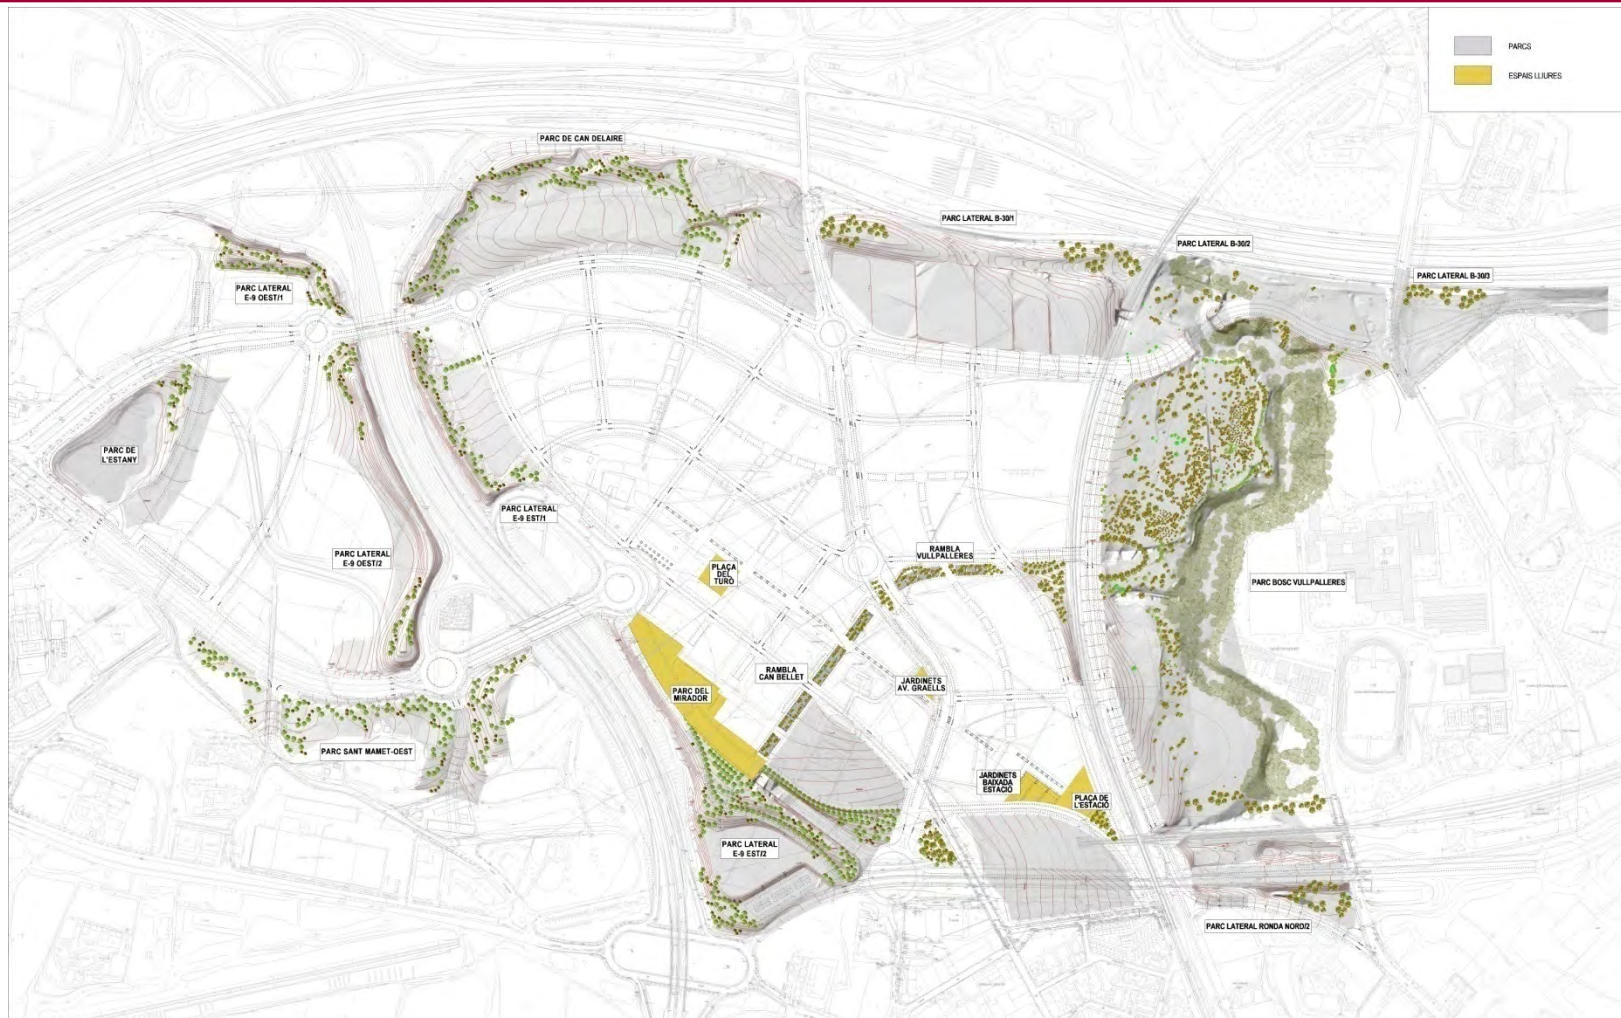 PARCS
ESPAIS LLIURES
PARC DE CAN DELAIRE
PARC LATERAL B-30/1
PARC LATERAL B-30/2
PARC LATERAL B-30/3
PARC LATERAL
E-9 OEST/1
PARC DE
L'ESTANY
PARC LATERAL
E-9 EST/1
PARC LATERAL
E-9 OEST/2
RAMBLA
VULLPALLERES
PLAÇA
DEL
TURÓ
PARC BOSC VULLPALLERES
RAMBLA
CAN BELLET
JARDINETS
AV. GRAELLS
PARC DEL
MIRADOR
PARC SANT MAMET-OEST
JARDINETS
BAIXADA
ESTACIÓ
PLAÇA DE
L'ESTACIÓ
PARC LATERAL
E-9 EST/2
PARC LATERAL RONDA NORD/2